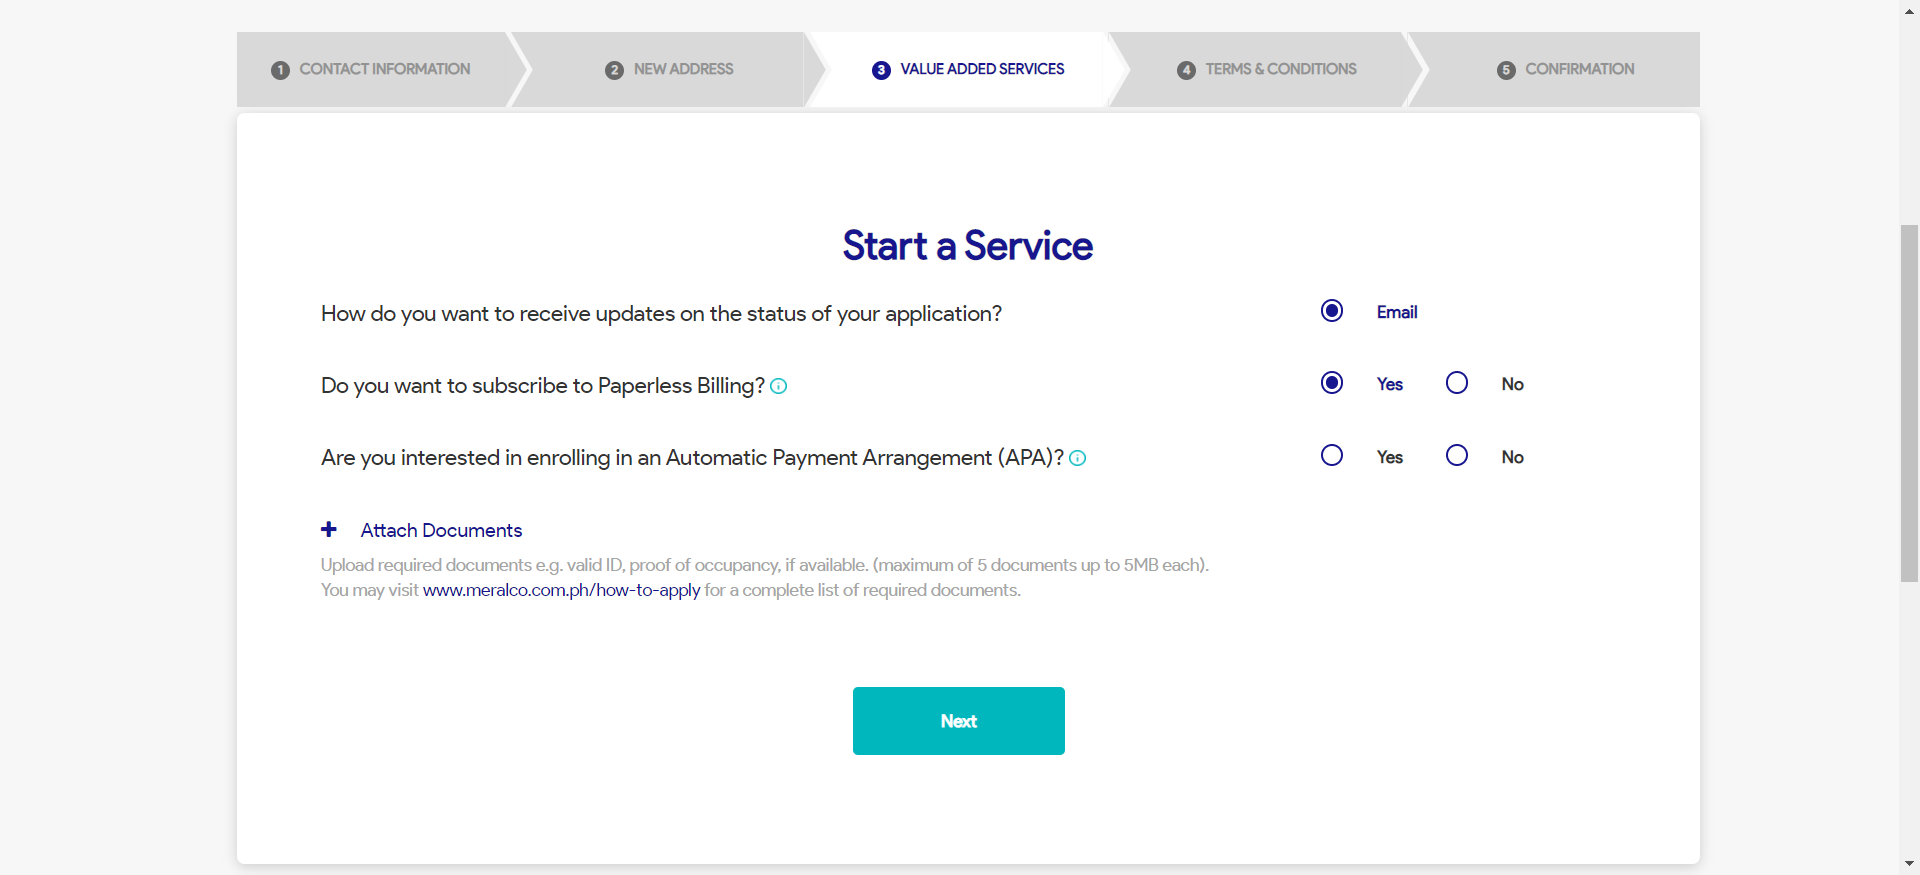 1 CONTACT INFORMATION
2 NEW ADDRESS
3 VALUE ADDED SERVICES
4 TERMS & CONDITIONS
5 CONFIRMATION
Start a Service
How do you want to receive updates on the status of your application?
Email
Do you want to subscribe to Paperless Billing?
Yes
No
Are you interested in enrolling in an Automatic Payment Arrangement (APA)?
Yes
No
Attach Documents
Upload required documents e.g. valid ID, proof of occupancy, if available. (maximum of 5 documents up to 5MB each).
You may visit www.meralco.com.ph/how-to-apply for a complete list of required documents.
Next